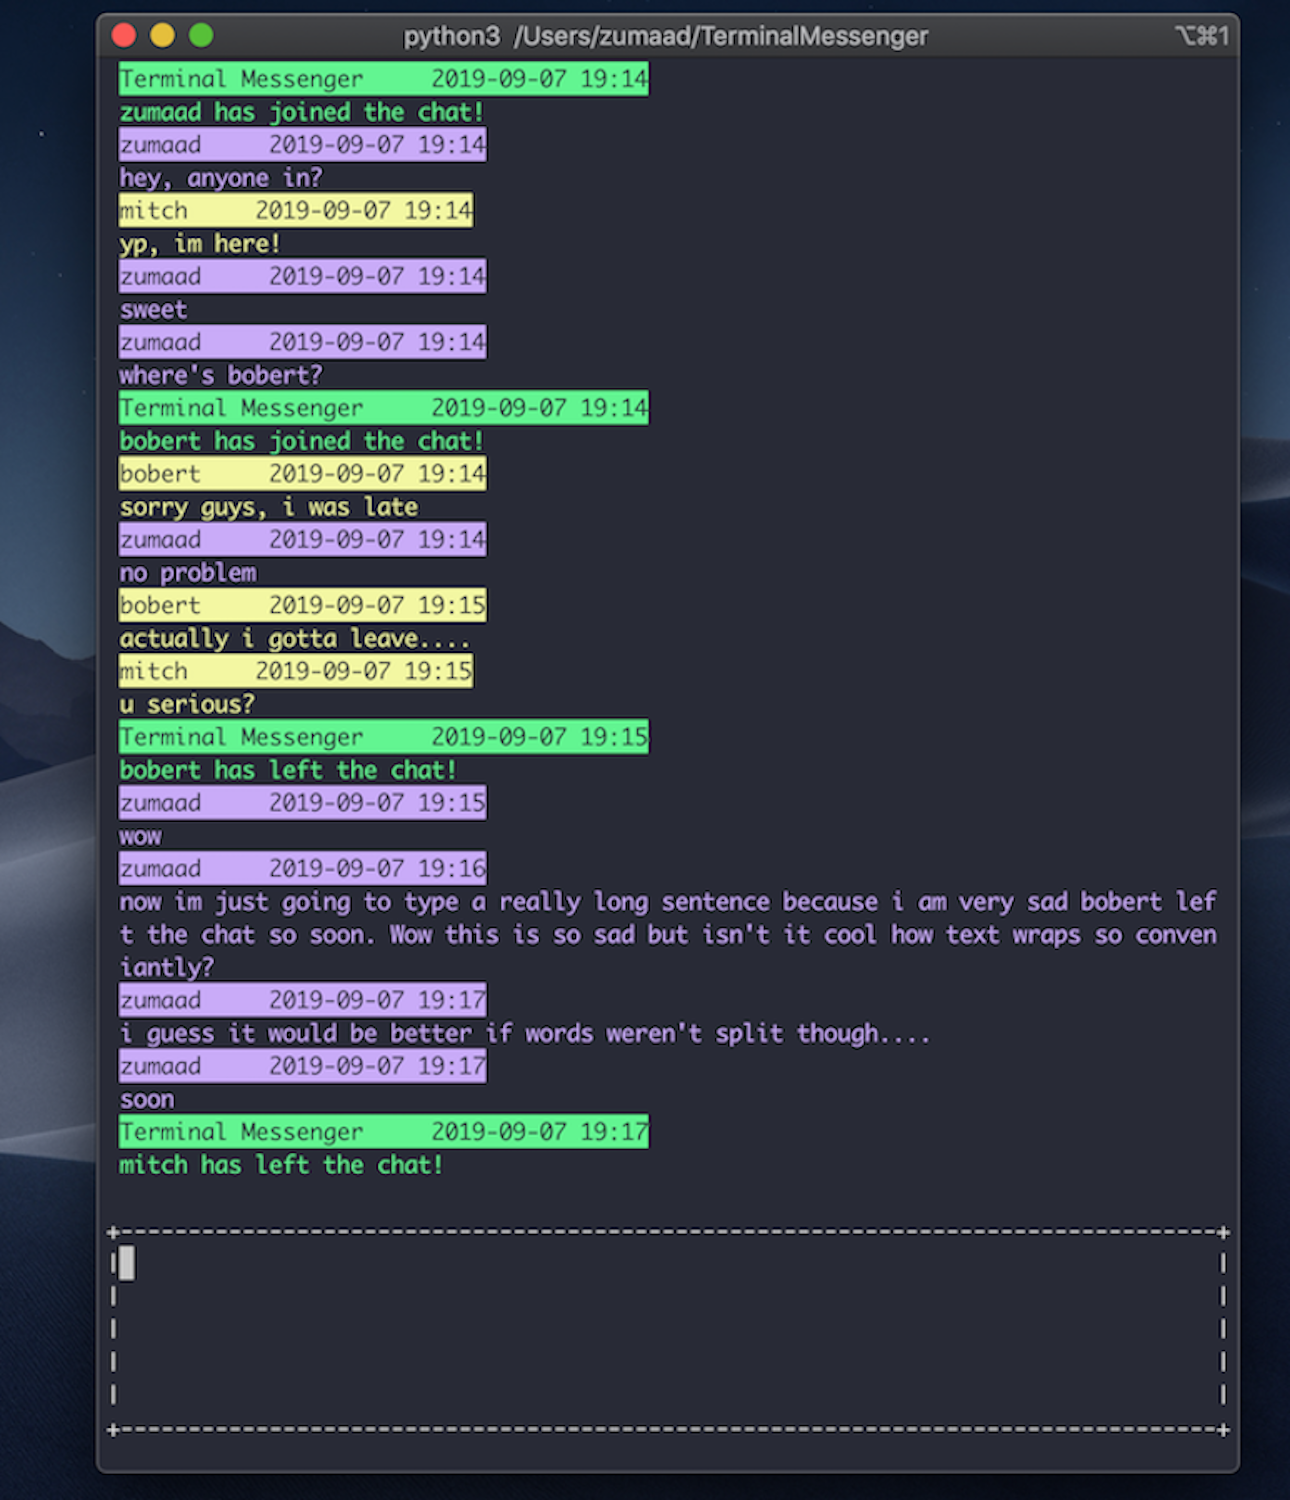 python3 /Users/zumaad/TerminalMessenger ⌥⌘1
Terminal Messenger 2019-09-07 19:14
zumaad has joined the chat!
zumaad 2019-09-07 19:14
hey, anyone in?
mitch 2019-09-07 19:14
yp, im here!
zumaad 2019-09-07 19:14
sweet
zumaad 2019-09-07 19:14
where's bobert?
Terminal Messenger 2019-09-07 19:14
bobert has joined the chat!
bobert 2019-09-07 19:14
sorry guys, i was late
zumaad 2019-09-07 19:14
no problem
bobert 2019-09-07 19:15
actually i gotta leave....
mitch 2019-09-07 19:15
u serious?
Terminal Messenger 2019-09-07 19:15
bobert has left the chat!
zumaad 2019-09-07 19:15
wow
zumaad 2019-09-07 19:16
now im just going to type a really long sentence because i am very sad bobert lef
t the chat so soon. Wow this is so sad but isn't it cool how text wraps so conven
iantly?
zumaad 2019-09-07 19:17
i guess it would be better if words weren't split though....
zumaad 2019-09-07 19:17
soon
Terminal Messenger 2019-09-07 19:17
mitch has left the chat!